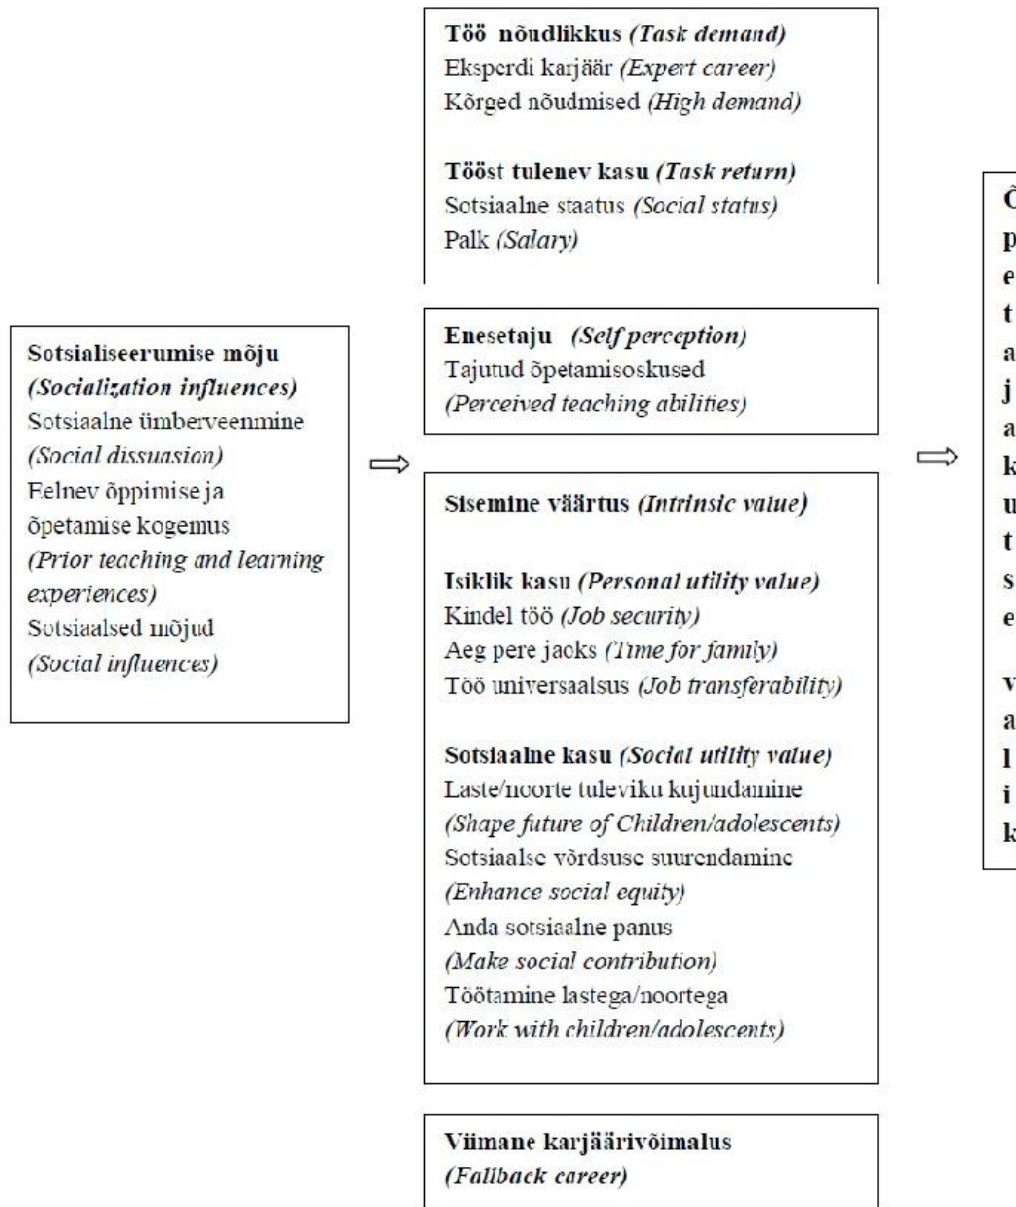 Töö nõudlikkus (Task demand)
Eksperdi karjäär (Expert career)
Kõrged nõudmised (High demand)
Tööst tulenev kasu (Task return)
Sotsiaalne staatus (Social status)
Palk (Salary)
Enesetaju (Self perception)
Tajutud õpetamisoskused
(Perceived teaching abilities)
Sotsialiseerumise mõju
(Socialization influences)
Sotsiaalne ümberveenmine
(Social dissuasion)
Eelnev õppimise ja
õpetamise kogemus
(Prior teaching and learning
experiences)
Sotsiaalsed mõjud
(Social influences)
Sisemine väärtus (Intrinsic value)
Isiklik kasu (Personal utility value)
Kindel töö (Job security)
Aeg pere jaoks (Time for family)
Töö universaalsus (Job transferability)
Sotsiaalne kasu (Social utility value)
Laste/noorte tuleviku kujundamine
(Shape future of Children/adolescents)
Sotsiaalse võrdsuse suurendamine
(Enhance social equity)
Anda sotsiaalne panus
(Make social contribution)
Töötamine lastega/noortega
(Work with children/adolescents)
Viimane karjäärivõimalus
(Fallback career)
Õ
p
e
t
a
j
a
k
u
t
s
e
v
a
l
i
k